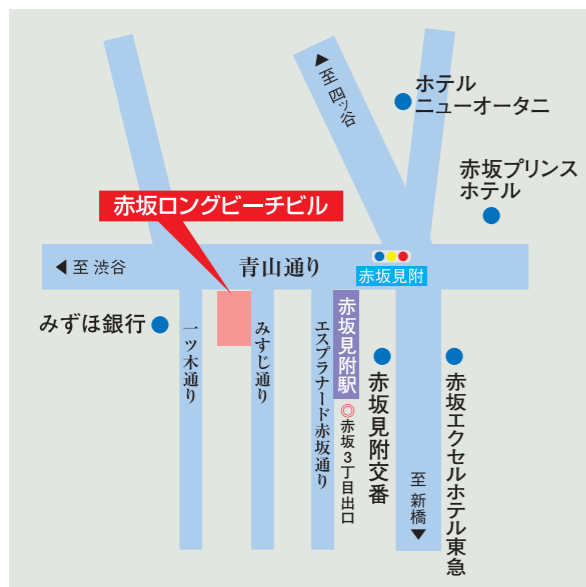 ▲至 四ッ谷
ホテル
ニューオータニ
赤坂プリンス
ホテル
赤坂ロングビーチビル
◀至 渋谷
青山通り
赤坂見附
みずほ銀行
一ツ木通り
みすじ通り
エスプラナード赤坂通り
赤坂見附駅
◎赤坂3丁目出口
赤坂見附交番
至 新橋▼
赤坂エクセルホテル東急